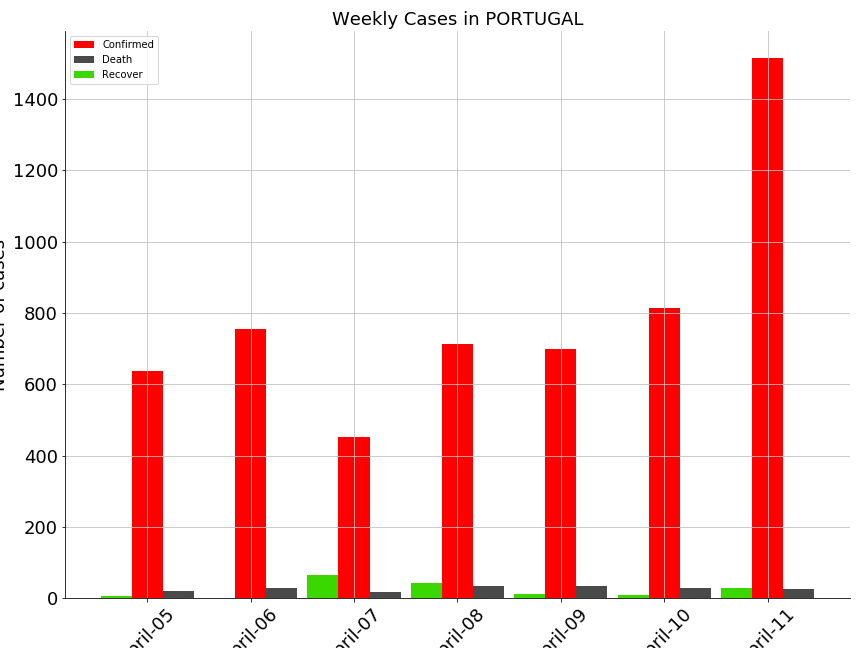 Weekly Cases in PORTUGAL
Confirmed
Death
Recover
1400
1200
1000
800
600
400
200
0
Number of cases
pril-05
pril-06
pril-07
pril-08
pril-09
pril-10
pril-11